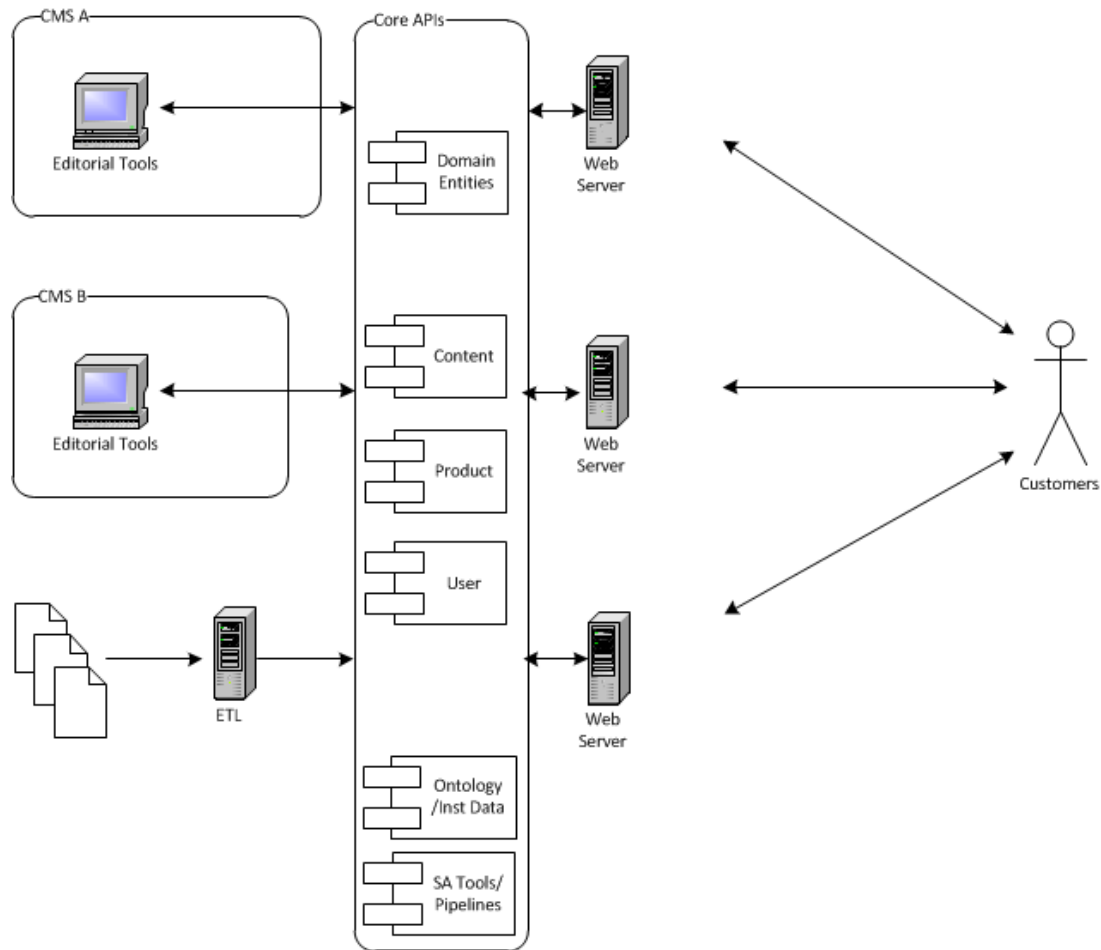 CMS A
Editorial Tools
CMS B
Editorial Tools
ETL
Core APIs
Domain
Entities
Content
Product
User
Ontology
/Inst Data
SA Tools/
Pipelines
Web
Server
Web
Server
Web
Server
Customers